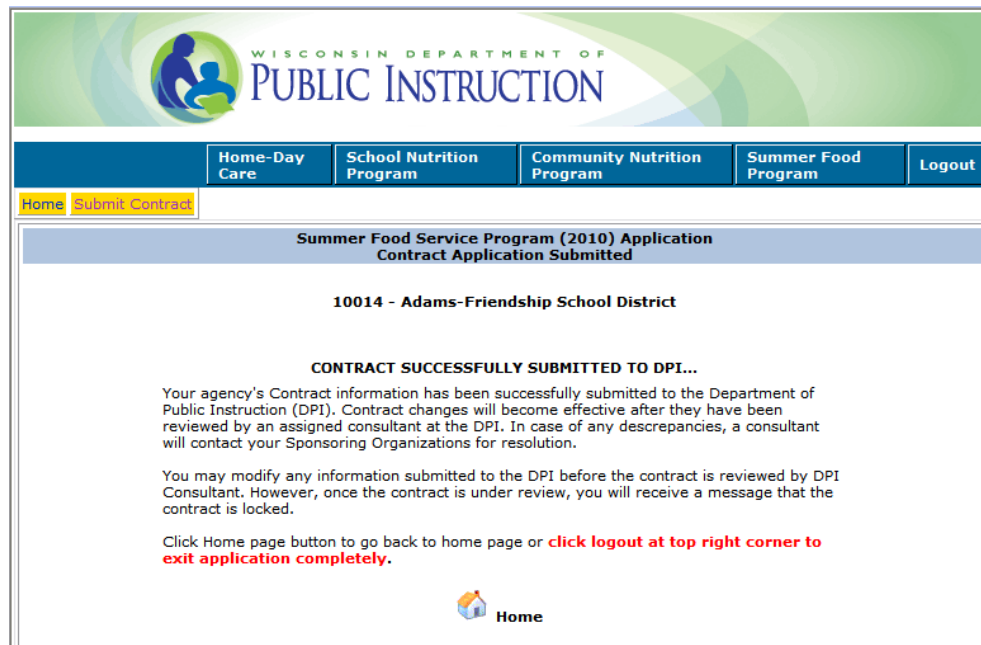 WISCONSIN DEPARTMENT OF
PUBLIC INSTRUCTION
Home-Day Care
School Nutrition Program
Community Nutrition Program
Summer Food Program
Logout
Home Submit Contract
Summer Food Service Program (2010) Application
Contract Application Submitted
10014 - Adams-Friendship School District
CONTRACT SUCCESSFULLY SUBMITTED TO DPI...
Your agency's Contract information has been successfully submitted to the Department of
Public Instruction (DPI). Contract changes will become effective after they have been
reviewed by an assigned consultant at the DPI. In case of any descrepancies, a consultant
will contact your Sponsoring Organizations for resolution.
You may modify any information submitted to the DPI before the contract is reviewed by DPI
Consultant. However, once the contract is under review, you will receive a message that the
contract is locked.
Click Home page button to go back to home page or click logout at top right corner to
exit application completely.
Home